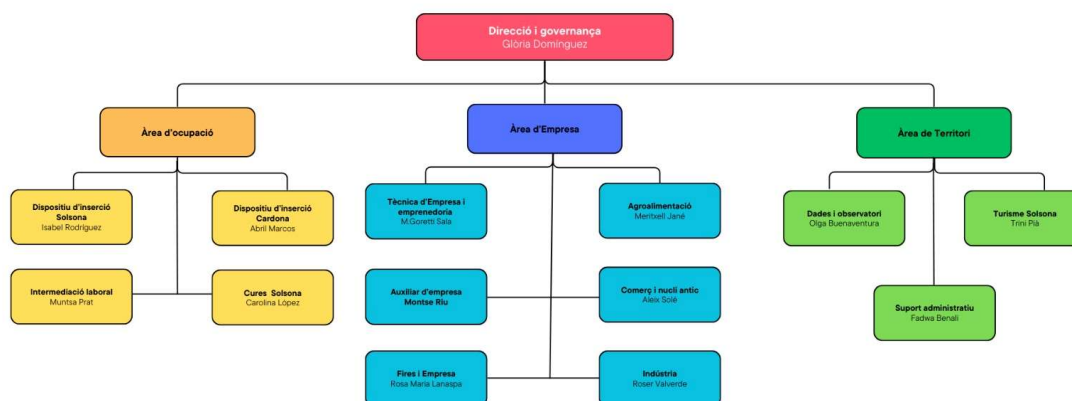 Direcció i governança
Glòria Domínguez
Àrea d'ocupació
Àrea d'Empresa
Àrea de Territori
Dispositiu d'inserció
Solsona
Isabel Rodríguez
Dispositiu d'inserció
Cardona
Abril Marcos
Intermediació laboral
Muntsa Prat
Cures Solsona
Carolina López
Tècnica d'Empresa i
emprenedoria
M.Goretti Sala
Agroalimentació
Meritxell Jané
Auxiliar d'empresa
Montse Riu
Comerç i nucli antic
Aleix Solé
Fires i Empresa
Rosa Maria Lanaspa
Indústria
Roser Valverde
Dades i observatori
Olga Buenaventura
Turisme Solsona
Trini Plà
Suport administratiu
Fadwa Benali